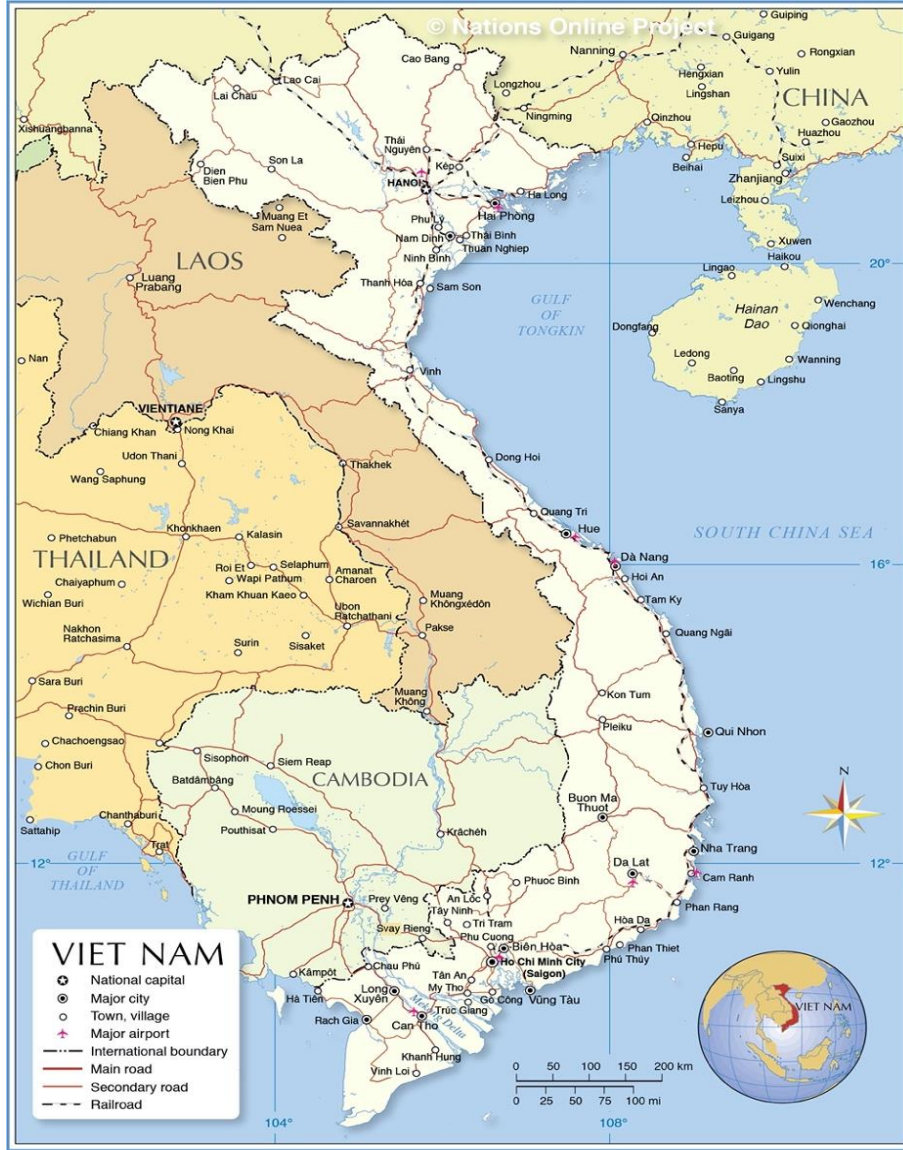 © Nations Online Project
Guiping
Guigang
Nanning
Rongxian
Cao Bang
Hengxian
Yulin
Lao Cai
Longzhou
Lingshan
CHINA
Lai Chau
Ningming
Qinzhou
Gaozhou
Huazhou
Xishuangbanna
Thái
Nguyên
Hepu
Suixi
Beihai
Zhanjiang
Son La
Kép
Dien
Bien Phu
HANOI
Ha Long
Leizhou
Muang Et
Hai Phòng
Sam Nuea
Phu Lý
Nam Dinh
Thái Bình
Thuan Nghiep
Xuwen
Ninh Bình
Haikou
LAOS
20°
Lingao
Luang
Prabang
Thanh Hóa
Sam Son
GULF
OF
TONGKIN
Hainan
Dao
Wenchang
Dongfang
Qionghai
Nan
Ledong
Wanning
Vinh
Baoting
Lingshu
Sanya
VIENTIANE
Chiang Khan
Nong Khai
Udon Thani
Dong Hoi
Wang Saphung
Thakhek
Quang Tri
Khonkaen
Savannakhét
Hue
SOUTH CHINA SEA
Phetchabun
Kalasin
THAILAND
Dà Nang
16°
Roi Et
Selaphum
Amanat
Charoen
Chaiyaphum
Wapi Pathum
Hoi An
Wichian Buri
Kham Khuan Kaeo
Muang
Khôngxédôn
Tam Ky
Ubon
Ratchathani
Nakhon
Ratchasima
Pakse
Quang Ngãi
Surin
Sisaket
Sara Buri
Muang
Không
Kon Tum
Prachin Buri
Pleiku
Qui Nhon
Chachoengsao
Sisophon
Siem Reap
Chon Buri
CAMBODIA
N
Batdâmbâng
Tuy Hòa
Buon Ma
Thuot
Moung Roessei
Chanthaburi
Sattahip
Pouthisat
Krâchéh
Trat
Nha Trang
GULF
OF
THAILAND
12°
Da Lat
12°
Cam Ranh
Phuoc Binh
PHNOM PENH
Prey Vêng
An Lôc
Tây Ninh
Phan Rang
Svay Rieng
Tri Tram
Hòa Da
Phu Cuong
Biên Hòa
Phan Thiet
Phú Thúy
Ho Chi Minh City
(Saigon)
VIET NAM
National capital
Major city
Town, village
Major airport
International boundary
Main road
Secondary road
Railroad
Kâmpôt
Chau Phú
Tân An
Hà Tiên
Long
Xuyên
My Tho
Gò Công
Vũng Tàu
Trúc Giang
Rach Gia
Can Tho
Mekong Delta
Khanh Hung
Vinh Loi
VIET NAM
0 50 100 150 200 km
0 25 50 75 100 mi
104°
108°